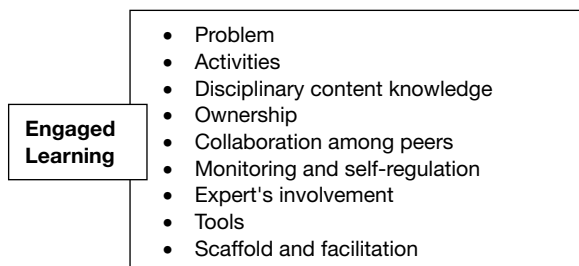 Engaged
Learning
• Problem
• Activities
• Disciplinary content knowledge
• Ownership
• Collaboration among peers
• Monitoring and self-regulation
• Expert's involvement
• Tools
• Scaffold and facilitation